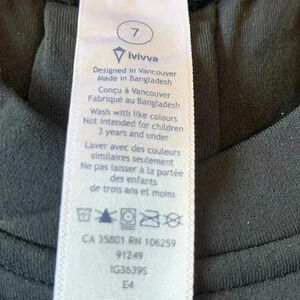 7
ivivva
Designed in Vancouver
Made in Bangladesh
Conçu à Vancouver
Fabriqué au Bangladesh
Wash with like colours
Not intended for children
3 years and under
Laver avec des couleurs
similaires seulement
Ne pas laisser à la portée
des enfants
de trois ans et moins
CA 35801 RN 106259
91249
IG3639S
E4